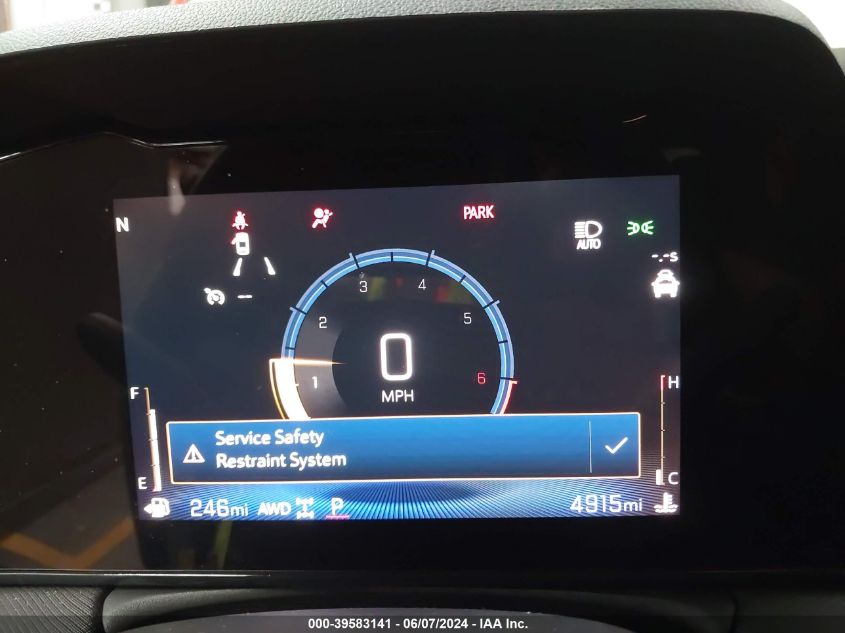 N
PARK
AUTO
-.-s
--
3
4
2
5
1
0
6
MPH
F
H
Service Safety
Restraint System
E
C
246mi AWD P 4915mi
000-39583141 - 06/07/2024 - IAA Inc.